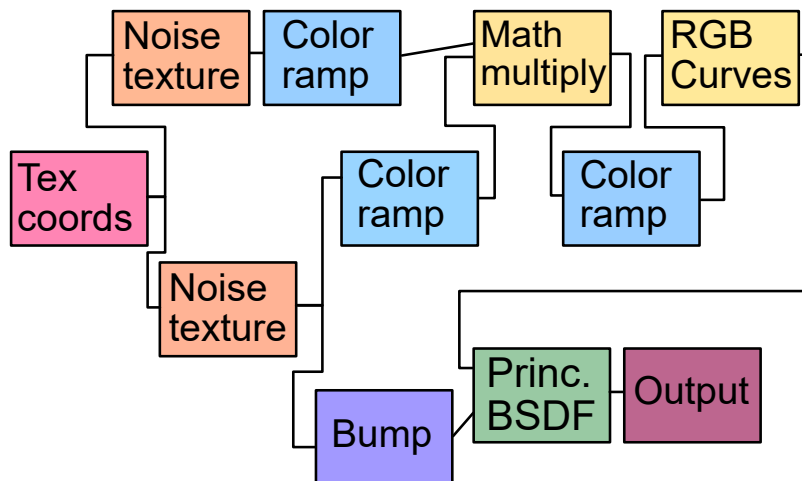 Noise
texture
Color
ramp
Math
multiply
RGB
Curves
Tex
coords
Color
ramp
Color
ramp
Noise
texture
Princ.
BSDF
Output
Bump